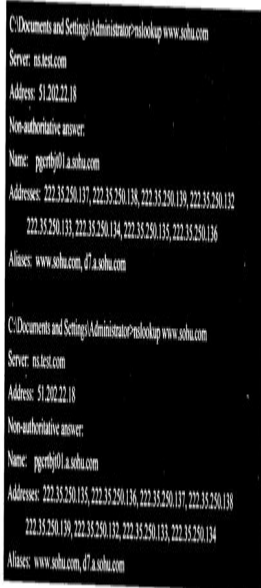 C:\Documents and Settings\Administrator>nslookup www.sohu.com
Server: ns.test.com
Address: 51.202.22.18
Non-authoritative answer:
Name: pgcrthjt01.a.sohu.com
Addresses: 222.35.250.137, 222.35.250.138, 222.35.250.139, 222.35.250.132
222.35.250.133, 222.35.250.134, 222.35.250.135, 222.35.250.136
Aliases: www.sohu.com, d7.a.sohu.com
C:\Documents and Settings\Administrator>nslookup www.sohu.com
Server: ns.test.com
Address: 51.202.22.18
Non-authoritative answer:
Name: pgcrthjt01.a.sohu.com
Addresses: 222.35.250.135, 222.35.250.136, 222.35.250.137, 222.35.250.138
222.35.250.139, 222.35.250.132, 222.35.250.133, 222.35.250.134
Aliases: www.sohu.com, d7.a.sohu.com